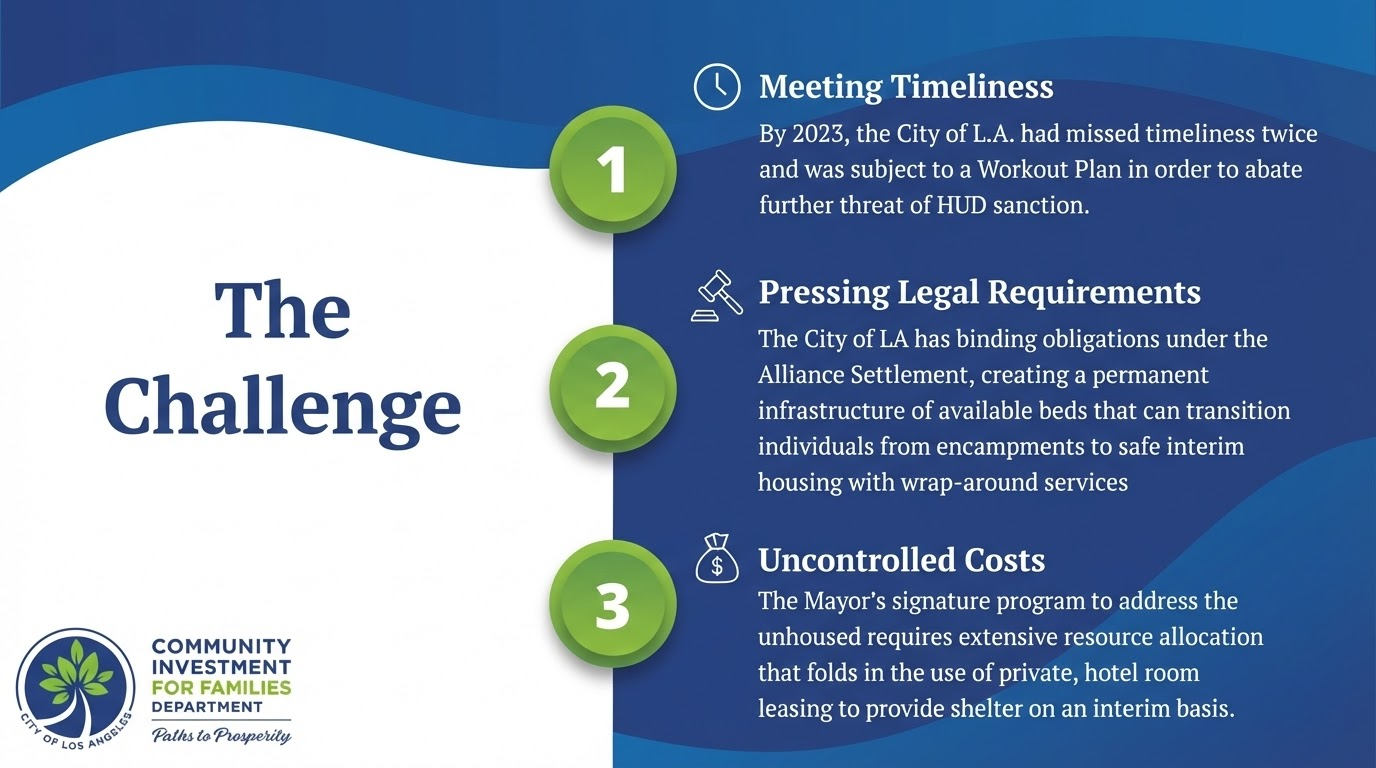 The
Challenge
1
Meeting Timeliness
By 2023, the City of L.A. had missed timeliness twice
and was subject to a Workout Plan in order to abate
further threat of HUD sanction.
2
Pressing Legal Requirements
The City of LA has binding obligations under the
Alliance Settlement, creating a permanent
infrastructure of available beds that can transition
individuals from encampments to safe interim
housing with wrap-around services
3
$
Uncontrolled Costs
The Mayor’s signature program to address the
unhoused requires extensive resource allocation
that folds in the use of private, hotel room
leasing to provide shelter on an interim basis.
CITY OF LOS ANGELES
COMMUNITY
INVESTMENT
FOR FAMILIES
DEPARTMENT
Paths to Prosperity